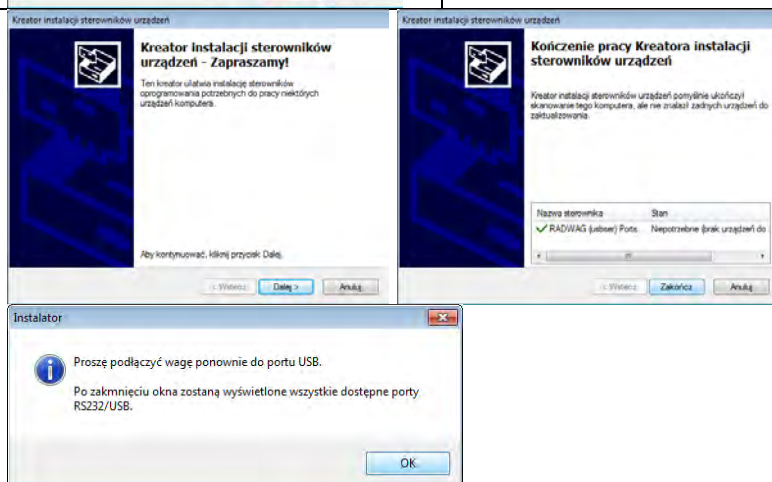 Kreator instalacji sterowników urządzeń
Kreator instalacji sterowników
urządzeń - Zapraszamy!
Ten kreator ułatwia instalację sterowników
oprogramowania potrzebnych do pracy niektórych
urządzeń komputera.
Aby kontynuować, kliknij przycisk Dalej.
< Wstecz
Dalej >
Anuluj
Kreator instalacji sterowników urządzeń
Kończenie pracy Kreatora instalacji
sterowników urządzeń
Kreator instalacji sterowników urządzeń pomyślnie ukończył
skanowanie tego komputera, ale nie znalazł żadnych urządzeń do
zaktualizowania.
Nazwa sterownika Stan
RADWAG (usbser) Ports Niepotrzebne (brak urządzeń do
< Wstecz
Zakończ
Anuluj
Instalator
Proszę podłączyć wagę ponownie do portu USB.
Po zakmnięciu okna zostaną wyświetlone wszystkie dostępne porty
RS232/USB.
OK